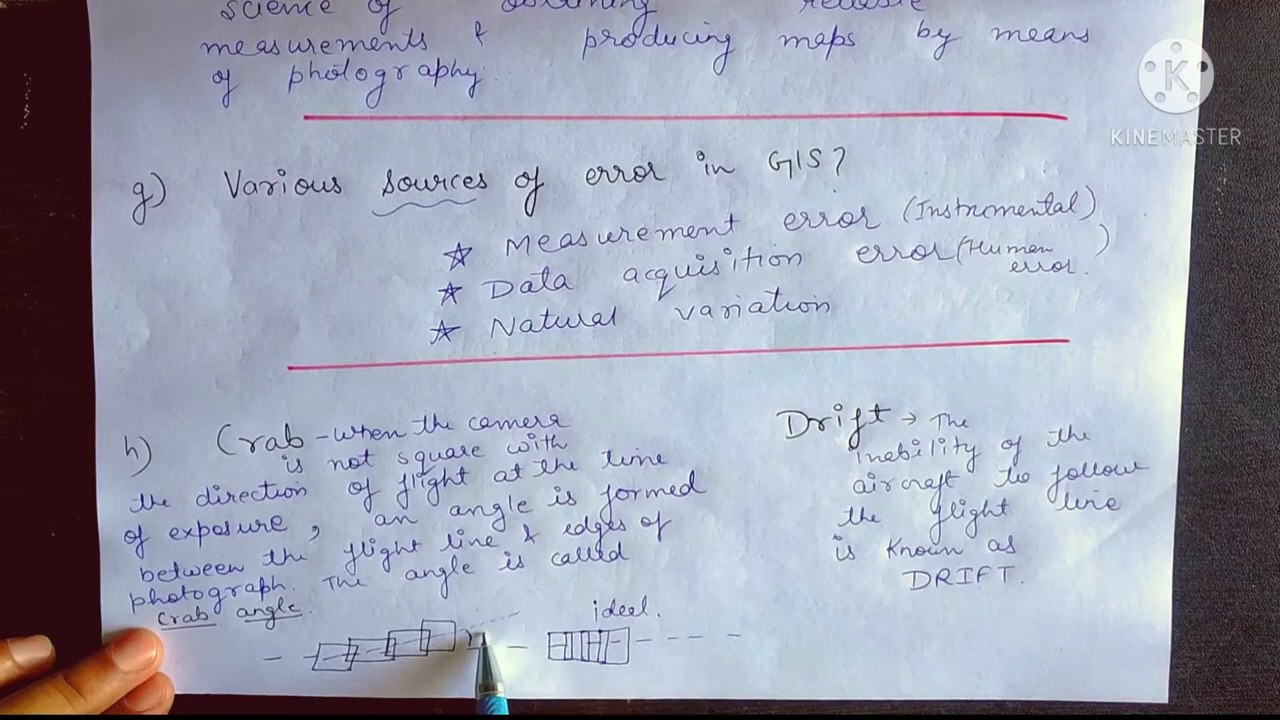 science of obtaining reliable
measurements & producing maps by means
of photography.
KINEMASTER
g) Various sources of error in GIS?
☆ Measurement error (Instromental)
☆ Data acquisition error (Human error.)
☆ Natural variation
h) Crab - when the camera
is not square with
the direction of flight at the time
of exposure, an angle is formed
between the flight line & edges of
photograph. The angle is called
Crab angle.
Drift → The
inability of the
aircraft to follow
the flight line
is known as
DRIFT.
ideal.